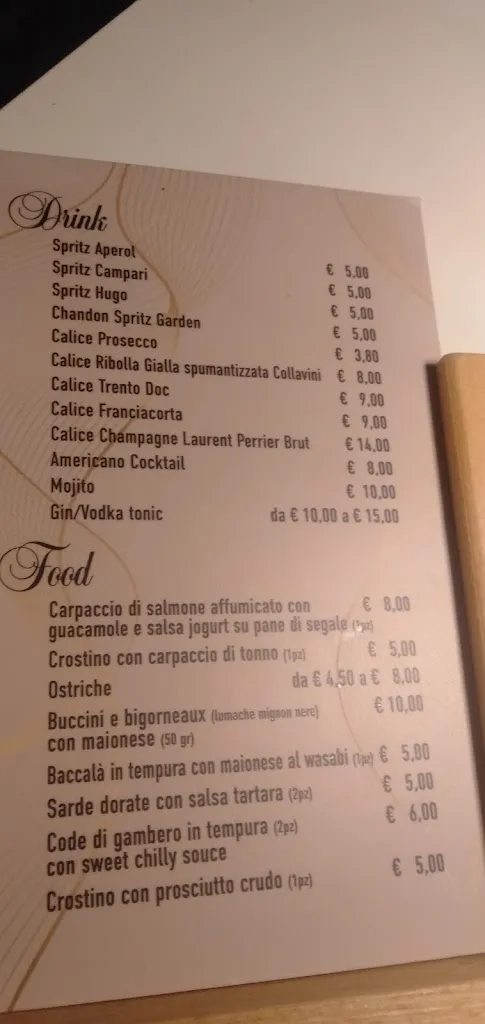 Drink
Spritz Aperol € 5,00
Spritz Campari € 5,00
Spritz Hugo € 5,00
Chandon Spritz Garden € 5,00
Calice Prosecco € 3,80
Calice Ribolla Gialla spumantizzata Collavini € 8,00
Calice Trento Doc € 9,00
Calice Franciacorta € 9,00
Calice Champagne Laurent Perrier Brut € 14,00
Americano Cocktail € 8,00
Mojito € 10,00
Gin/Vodka tonic da € 10,00 a € 15,00
Food
Carpaccio di salmone affumicato con € 8,00
guacamole e salsa jogurt su pane di segale (1pz)
Crostino con carpaccio di tonno (1pz) € 5,00
Ostriche da € 4,50 a € 8,00
Buccini e bigorneaux (lumache mignon nere) € 10,00
con maionese (50 gr)
Baccalà in tempura con maionese al wasabi (1pz) € 5,00
Sarde dorate con salsa tartara (2pz) € 5,00
Code di gambero in tempura (2pz) € 6,00
con sweet chilly souce
Crostino con prosciutto crudo (1pz) € 5,00